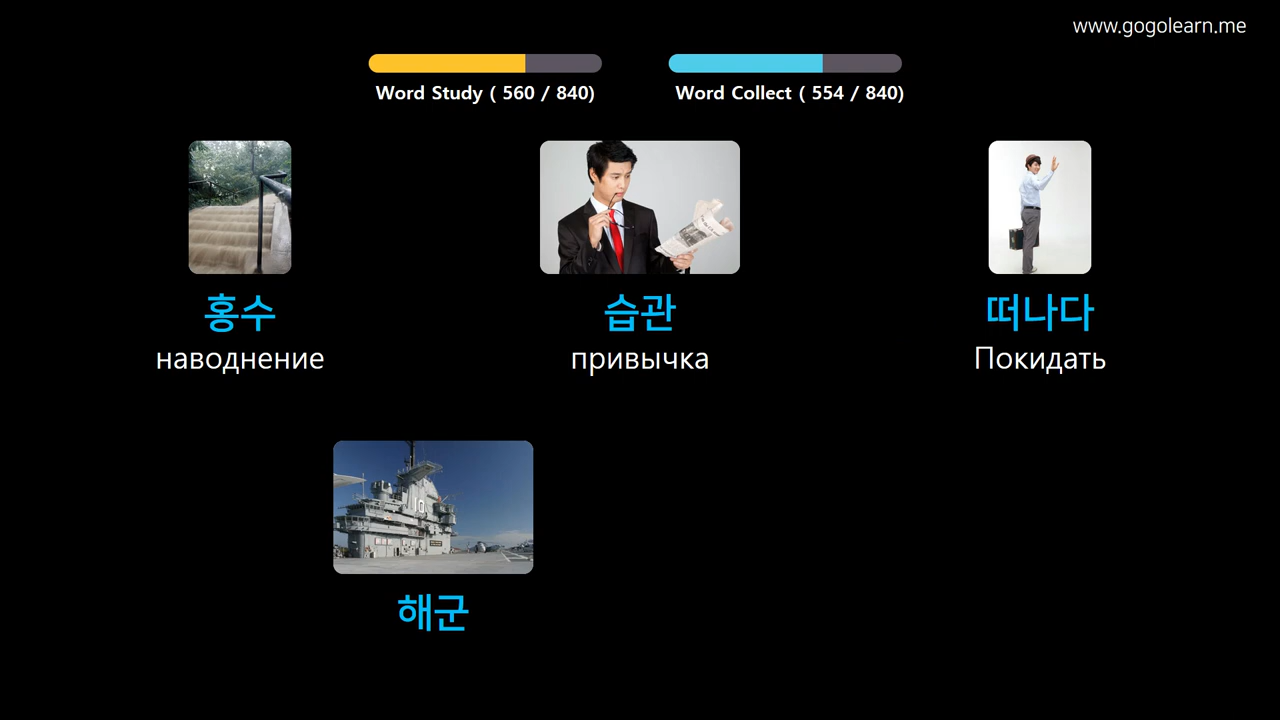 www.gogolearn.me
Word Study ( 560 / 840)
Word Collect ( 554 / 840)
홍수
наводнение
습관
привычка
떠나다
Покидать
10
해군